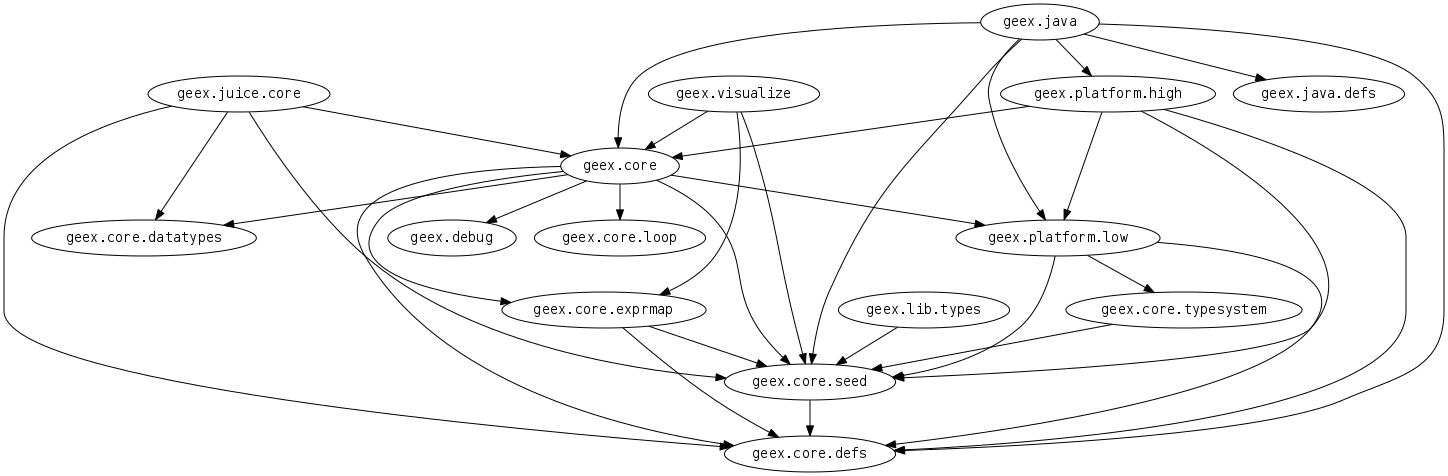 geex.java
geex.juice.core
geex.visualize
geex.platform.high
geex.java.defs
geex.core
geex.core.datatypes
geex.debug
geex.core.loop
geex.platform.low
geex.core.exprmap
geex.lib.types
geex.core.typesystem
geex.core.seed
geex.core.defs